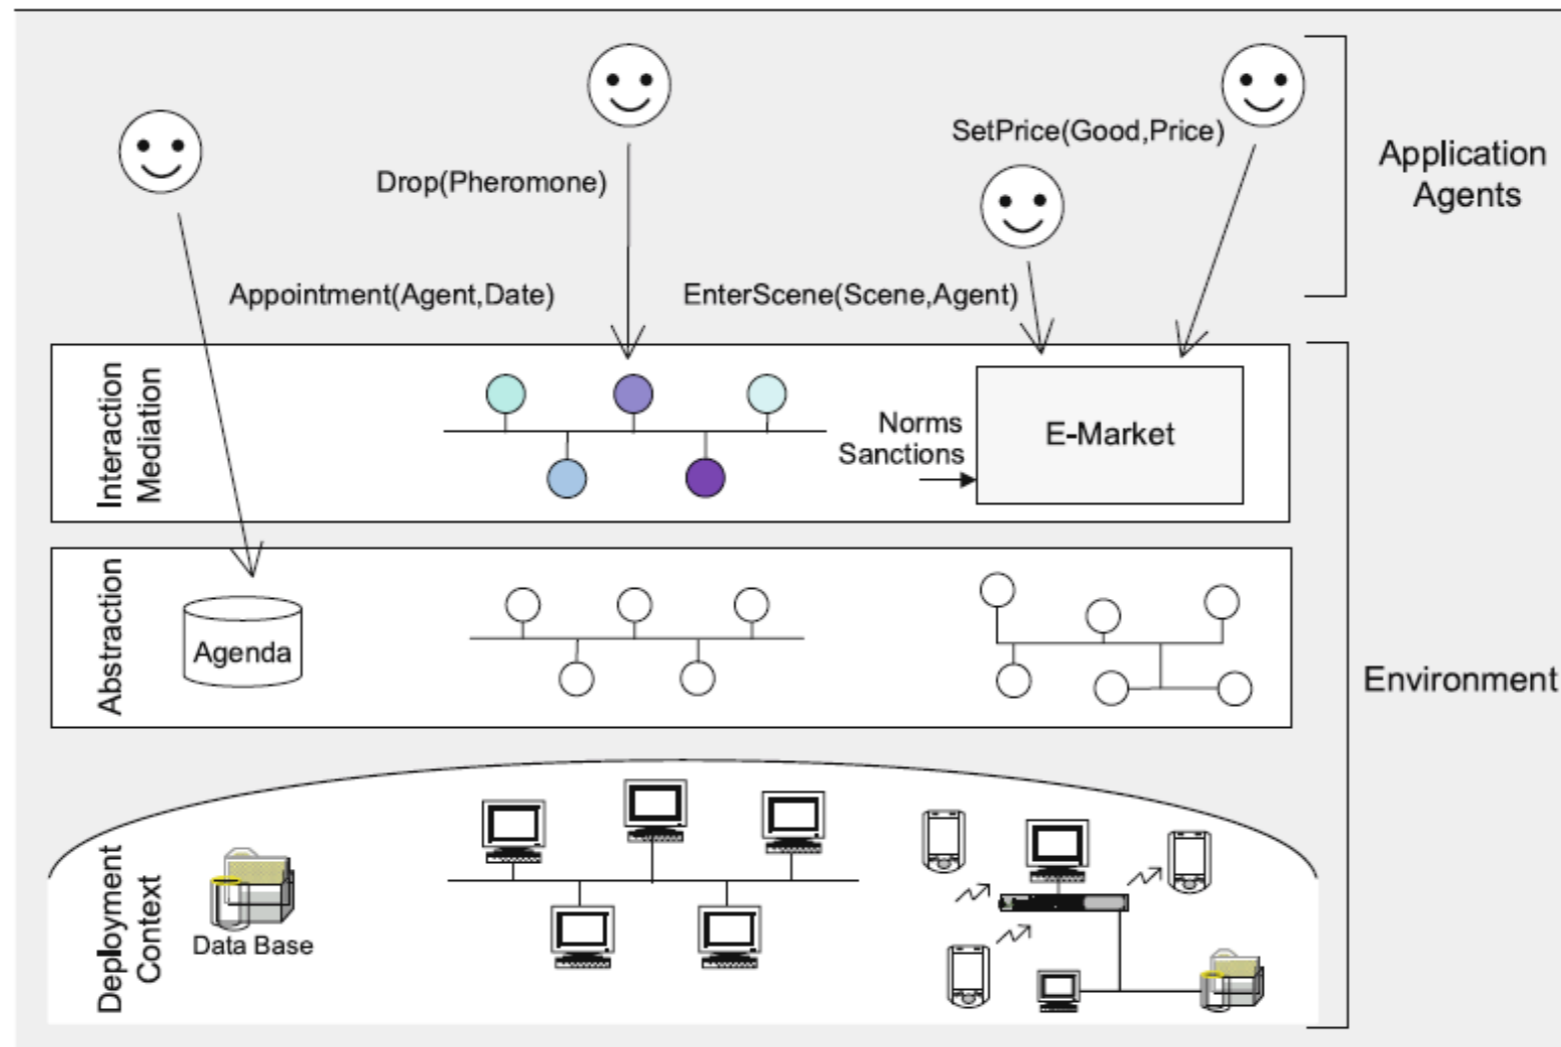 SetPrice(Good,Price)
Application
Agents
Drop(Pheromone)
Appointment(Agent,Date)
EnterScene(Scene,Agent)
Interaction
Mediation
Norms
Sanctions
E-Market
Abstraction
Agenda
Environment
Deployment
Context
Data Base